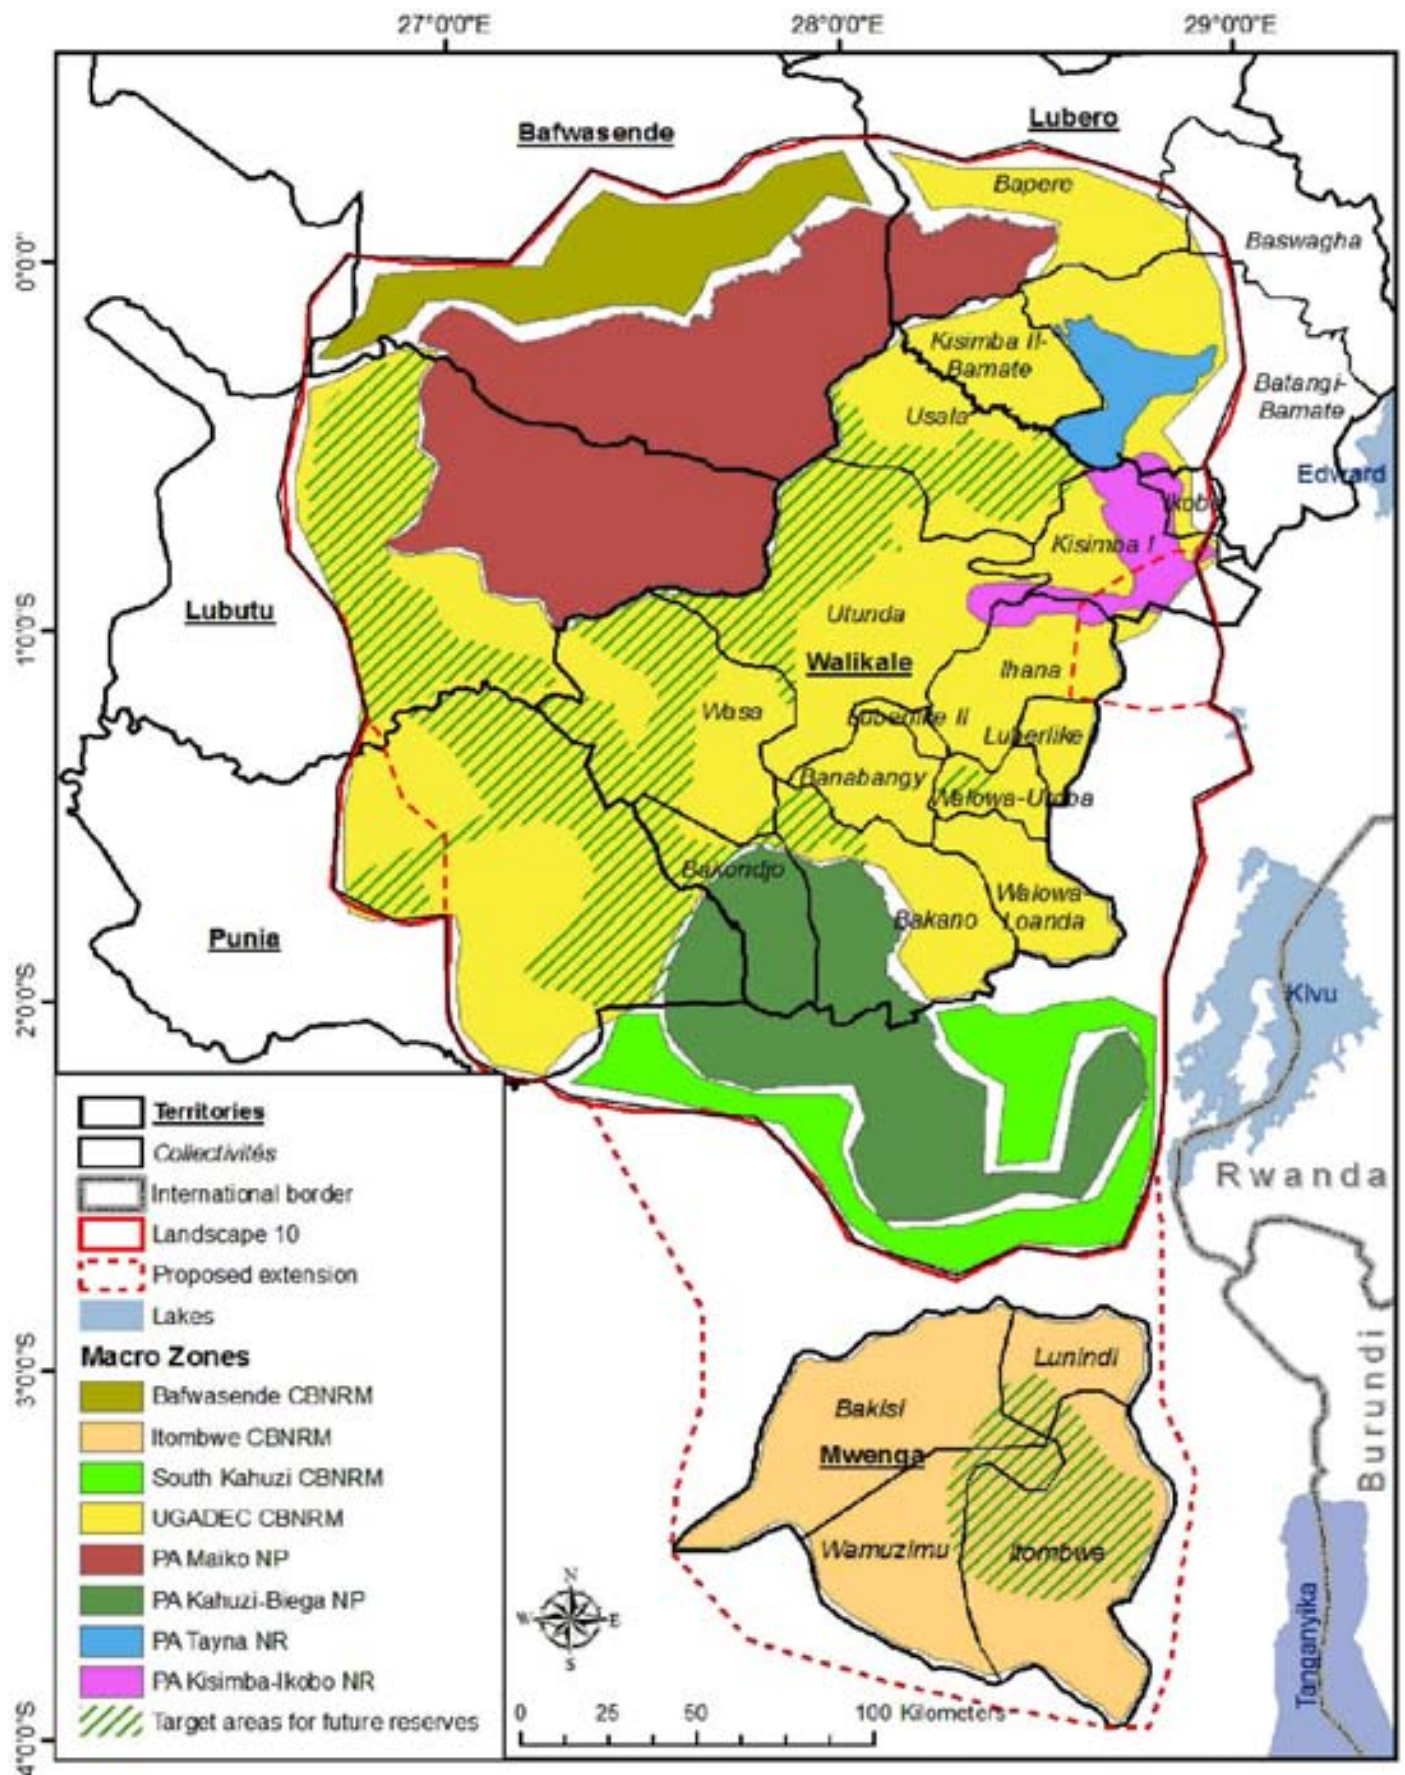 27°0'0"E 28°0'0"E 29°0'0"E
Lubero
Bafwasende
Bapere
Baswagha
0°0'0"
Kisimba II-
Bamate
Batangi-
Bamate
Usala
Edward
Ikobo
Kisimba I
Lubutu
Utunda
1°0'0"S
Walikale
Ihana
Wasa
Luberlike II
Luberlike
Banabangy
Walowa-Uroba
Bakondjo
Walowa-
Loanda
Bakano
Punia
Kivu
2°0'0"S
Rwanda
Burundi
Tanganyika
Lunindi
Bakisi
Mwenga
Wamuzimu
Itombwe
3°0'0"S
4°0'0"S
Territories
Collectivités
International border
Landscape 10
Proposed extension
Lakes
Macro Zones
Bafwasende CBNRM
Itombwe CBNRM
South Kahuzi CBNRM
UGADEC CBNRM
PA Maiko NP
PA Kahuzi-Biega NP
PA Tayna NR
PA Kisimba-Ikobo NR
Target areas for future reserves
N
W E
S
0 25 50 100 Kilometers